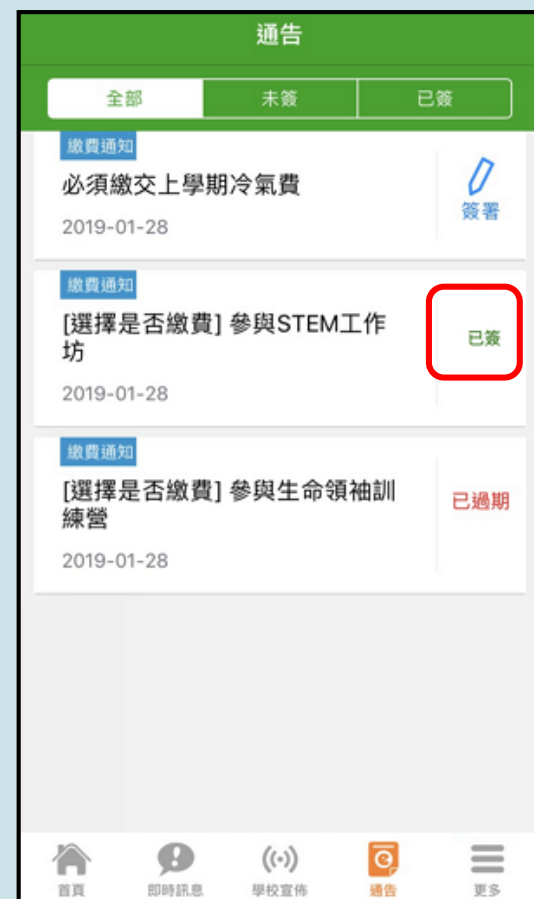 通告
全部 未簽 已簽
繳費通知
必須繳交上學期冷氣費
簽署
2019-01-28
繳費通知
[選擇是否繳費] 參與STEM工作
坊
已簽
2019-01-28
繳費通知
[選擇是否繳費] 參與生命領袖訓
練營
已過期
2019-01-28
首頁 即時訊息 學校宣佈 通告 更多